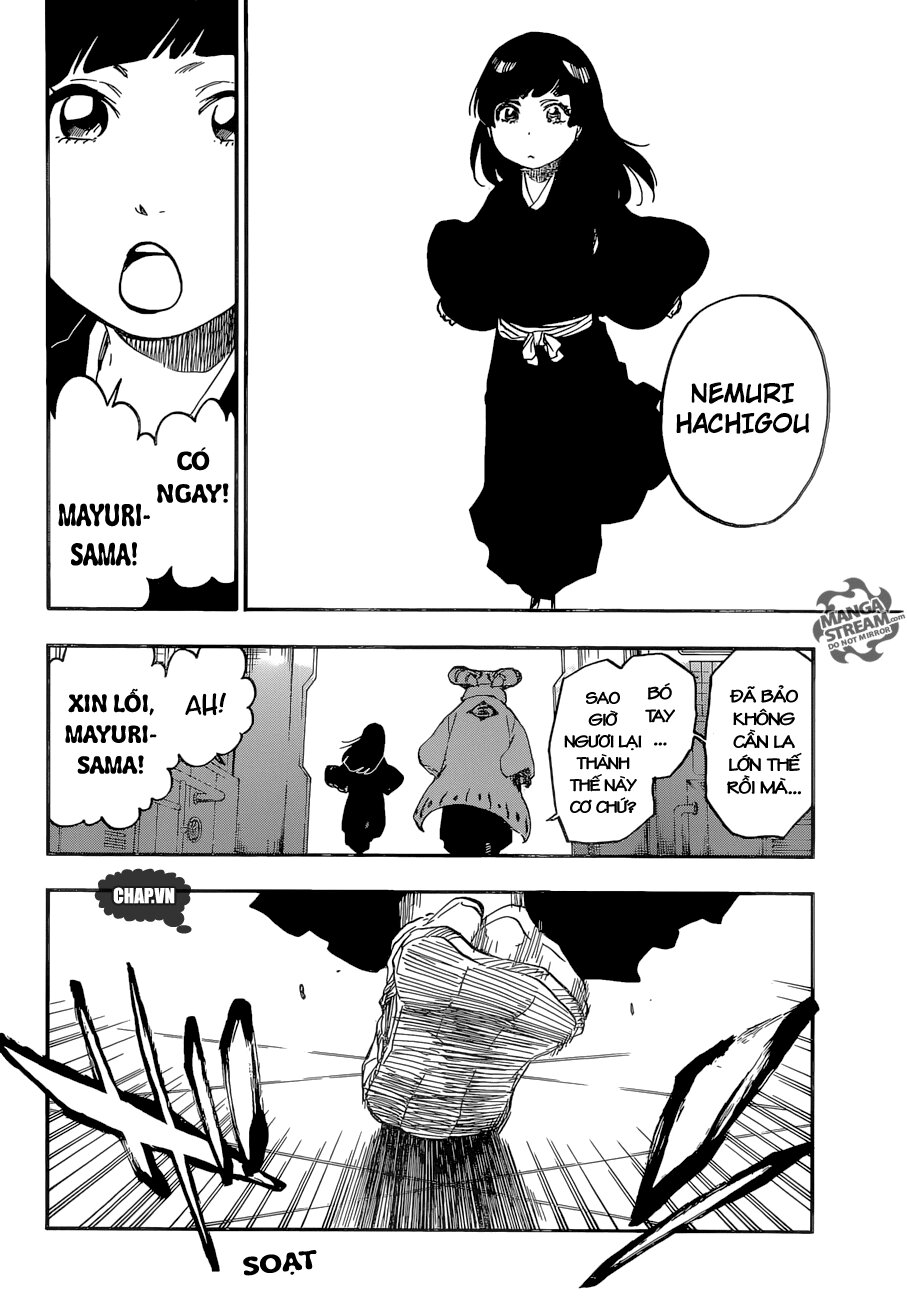 NEMURI
HACHIGOU
CÓ
NGAY!
MAYURI-
SAMA!
MANGA
STREAM.com
DO NOT MIRROR
ĐÃ BẢO
KHÔNG
CẦN LA
LỚN THẾ
RỒI MÀ...
BÓ
TAY
...
SAO
GIỜ
NGƯƠI LẠI
THÀNH
THẾ NÀY
CƠ CHỨ?
AH!
XIN LỖI,
MAYURI-
SAMA!
CHAP.VN
SOẠT